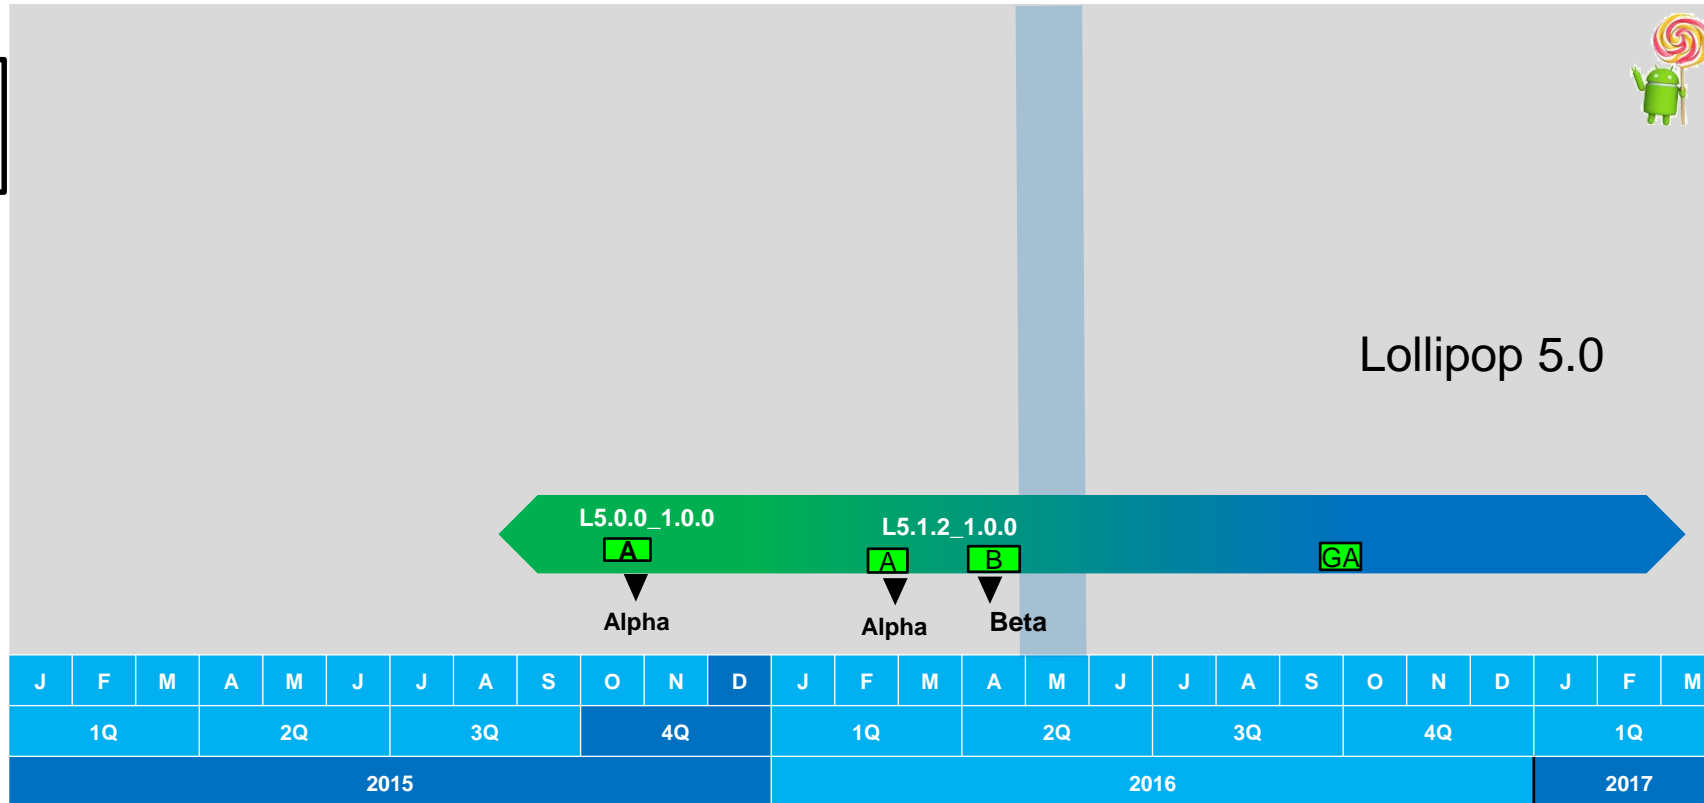 Lollipop 5.0
L5.0.0_1.0.0
L5.1.2_1.0.0
A
A
B
GA
Alpha
Alpha
Beta
J F M A M J J A S O N D J F M A M J J A S O N D J F M
1Q 2Q 3Q 4Q 1Q 2Q 3Q 4Q 1Q
2015 2016 2017